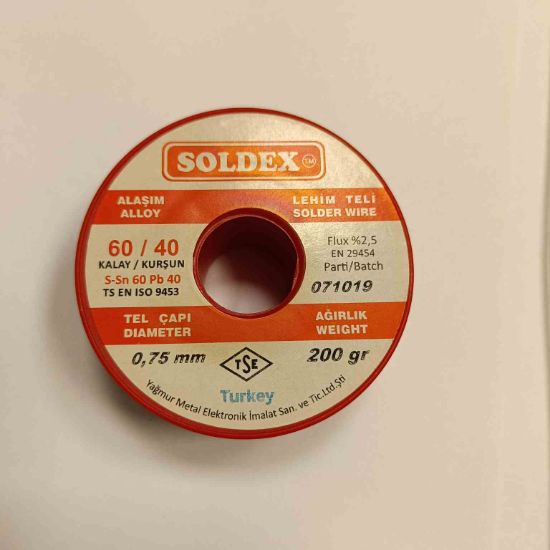 SOLDEX TM
ALAŞIM
ALLOY
LEHİM TELİ
SOLDER WIRE
60 / 40
KALAY / KURŞUN
S-Sn 60 Pb 40
TS EN ISO 9453
Flux %2,5
EN 29454
Parti/Batch
071019
TEL ÇAPI
DIAMETER
AĞIRLIK
WEIGHT
0,75 mm
TSE
200 gr
Turkey
Yağmur Metal Elektronik İmalat San. ve Tic.Ltd.Şti